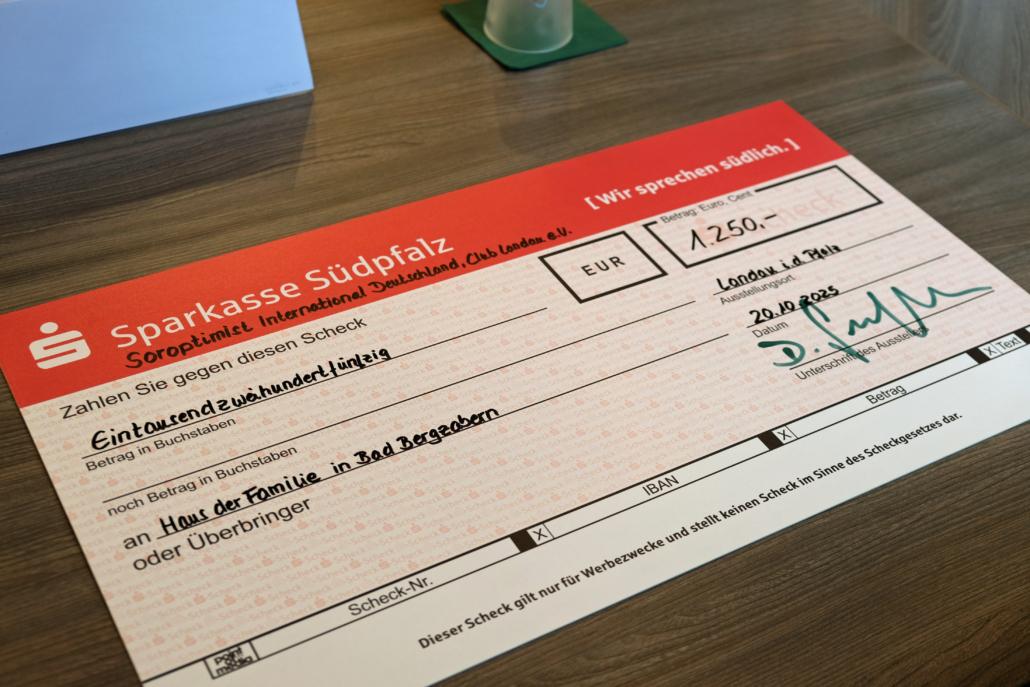 [ Wir sprechen südlich. ]
Sparkasse Südpfalz
Soroptimist International Deutschland, Club Landau e.V.
Zahlen Sie gegen diesen Scheck
EUR
Betrag: Euro, Cent
1.250,-
Eintausendzweihundertfünfzig
Betrag in Buchstaben
Landau i.d. Pfalz
Ausstellungsort
noch Betrag in Buchstaben
20.10.2025
Datum
an Haus der Familie in Bad Bergzabern
oder Überbringer
Unterschrift des Ausstellers
Scheck-Nr.
X
IBAN
X
Betrag
X Text
Dieser Scheck gilt nur für Werbezwecke und stellt keinen Scheck im Sinne des Scheckgesetzes dar.
point media